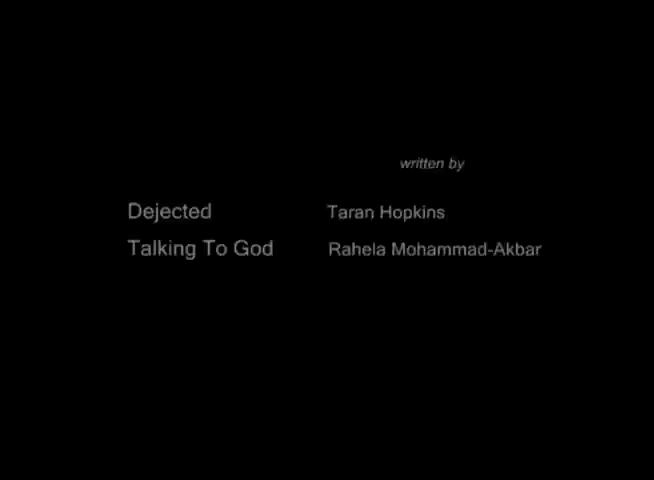 written by
Dejected Taran Hopkins
Talking To God Rahela Mohammad-Akbar